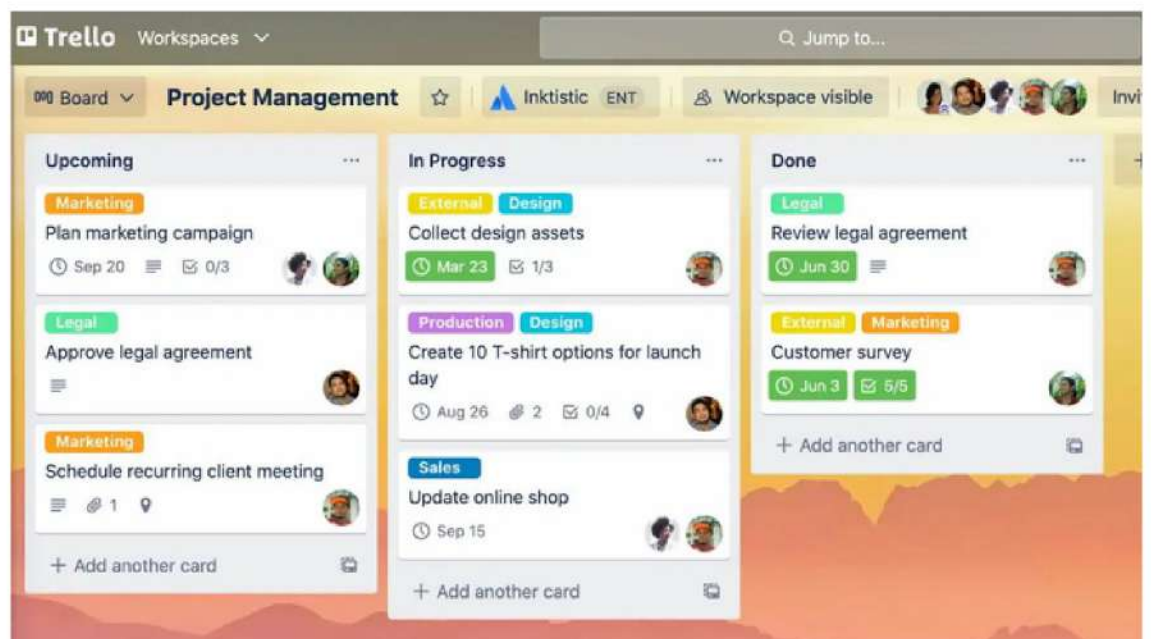 Trello Workspaces
Jump to...
Board Project Management Inktistic ENT Workspace visible Invi
Upcoming
Marketing
Plan marketing campaign
Sep 20 0/3
Legal
Approve legal agreement
Marketing
Schedule recurring client meeting
1
+ Add another card
In Progress
External Design
Collect design assets
Mar 23 1/3
Production Design
Create 10 T-shirt options for launch
day
Aug 26 2 0/4
Sales
Update online shop
Sep 15
+ Add another card
Done
Legal
Review legal agreement
Jun 30
External Marketing
Customer survey
Jun 3 5/5
+ Add another card